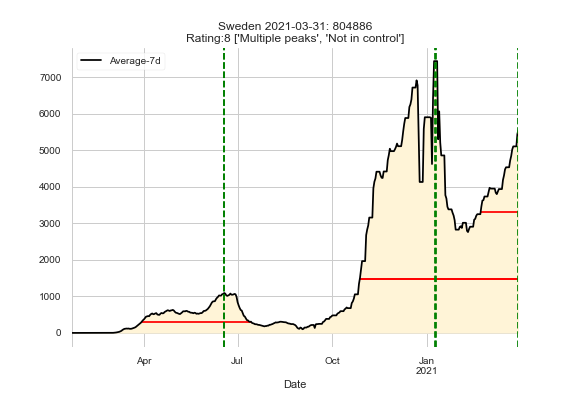 Sweden 2021-03-31: 804886
Rating:8 ['Multiple peaks', 'Not in control']
Average-7d
7000
6000
5000
4000
3000
2000
1000
0
Apr
Jul
Oct
Jan
2021
Date